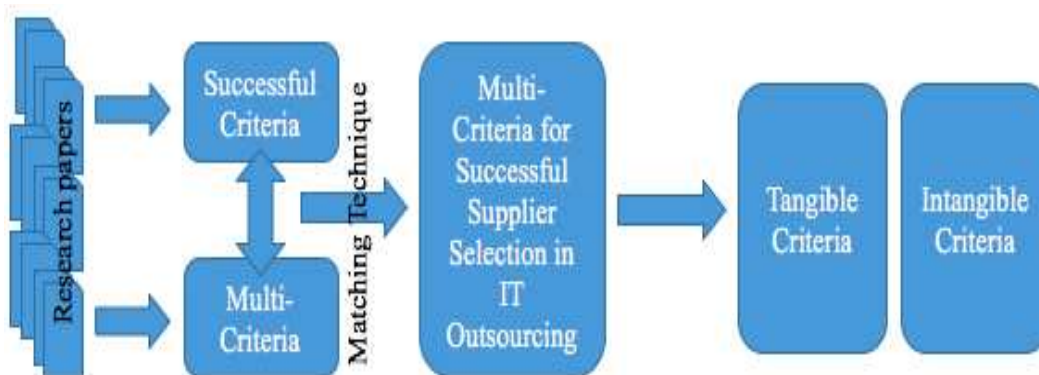 Research papers
Successful
Criteria
Multi-
Criteria
Matching Technique
Multi-
Criteria for
Successful
Supplier
Selection in
IT
Outsourcing
Tangible
Criteria
Intangible
Criteria